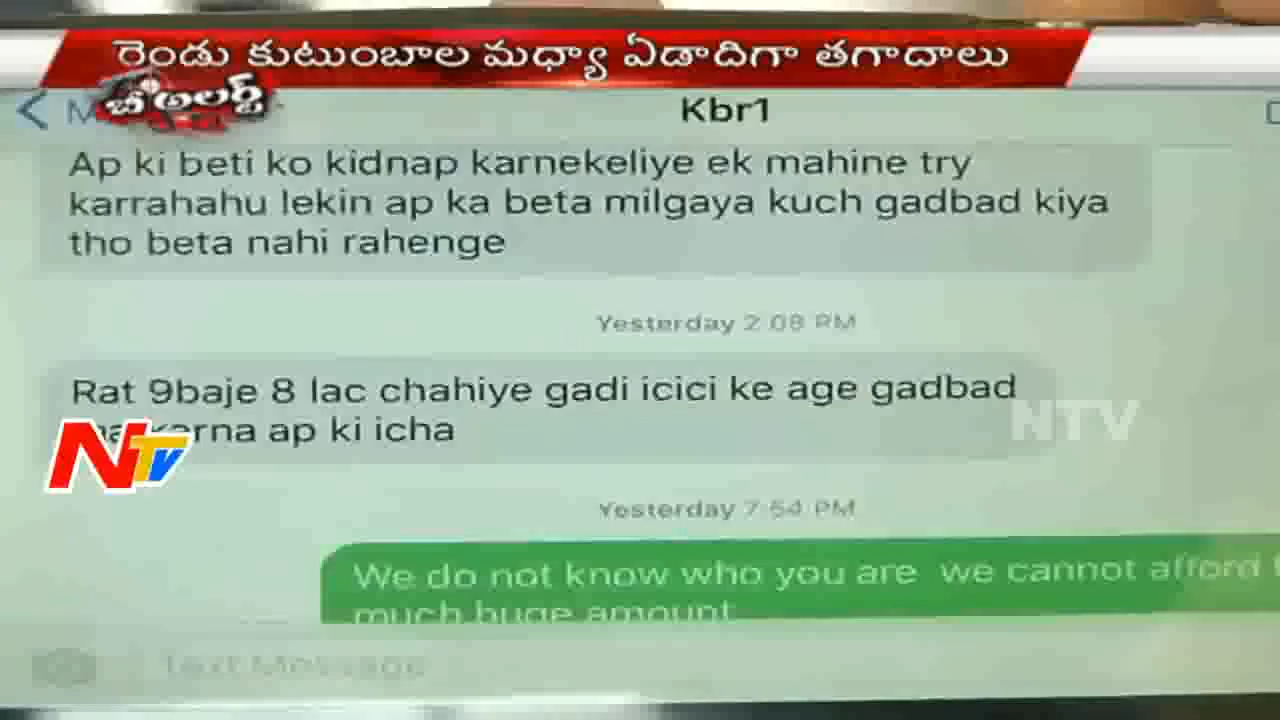 రెండు కుటుంబాల మధ్యా ఏడాదిగా తగాదాలు
బీ అలర్ట్
Kbr1
Ap ki beti ko kidnap karnekeliye ek mahine try
karrahahu lekin ap ka beta milgaya kuch gadbad kiya
tho beta nahi rahenge
Yesterday 2:08 PM
Rat 9baje 8 lac chahiye gadi icici ke age gadbad
karna ap ki icha
NTV
NTV
Yesterday 7:54 PM
We do not know who you are we cannot afford
much huge amount
Text Message